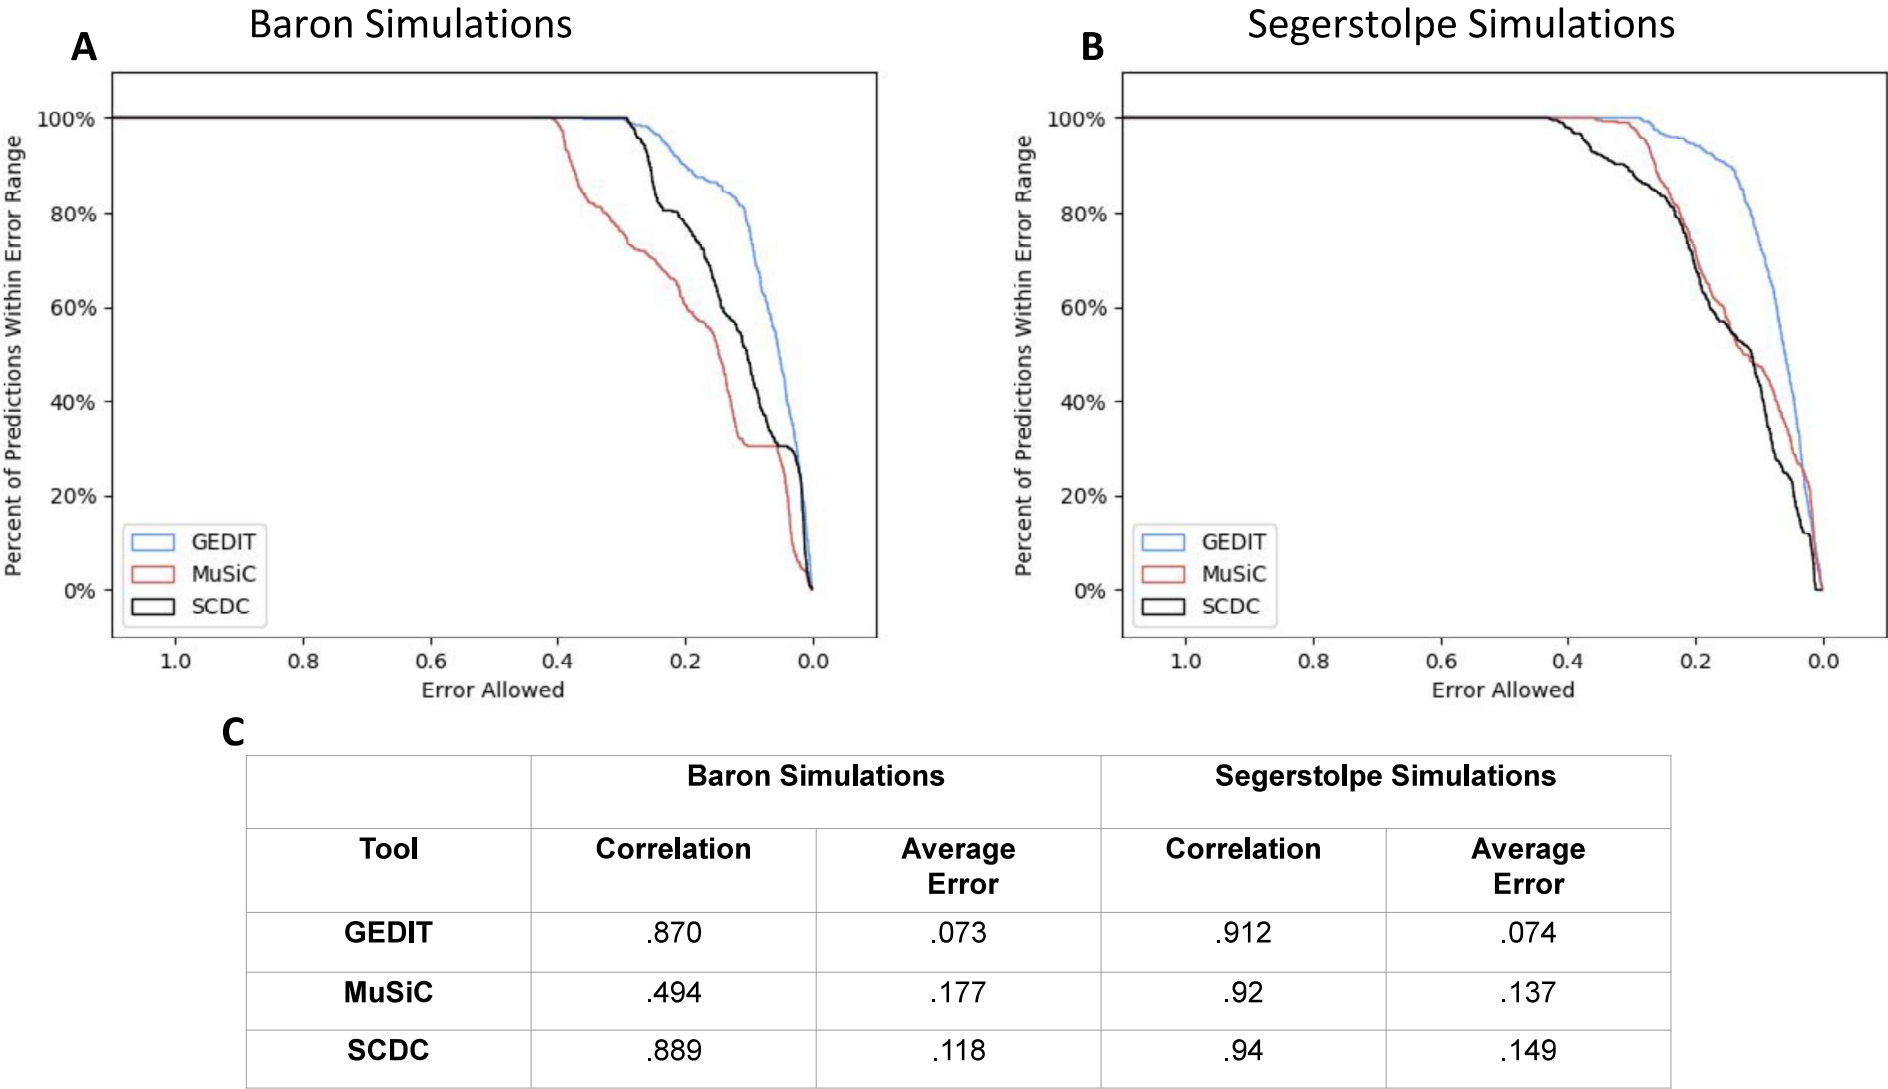 Baron Simulations
A
Percent of Predictions Within Error Range
100%
80%
60%
40%
20%
0%
GEDIT
MuSiC
SCDC
1.0 0.8 0.6 0.4 0.2 0.0
Error Allowed
Segerstolpe Simulations
B
Percent of Predictions Within Error Range
100%
80%
60%
40%
20%
0%
GEDIT
MuSiC
SCDC
1.0 0.8 0.6 0.4 0.2 0.0
Error Allowed
C
Baron Simulations Segerstolpe Simulations
Tool Correlation Average Error Correlation Average Error
GEDIT .870 .073 .912 .074
MuSiC .494 .177 .92 .137
SCDC .889 .118 .94 .149